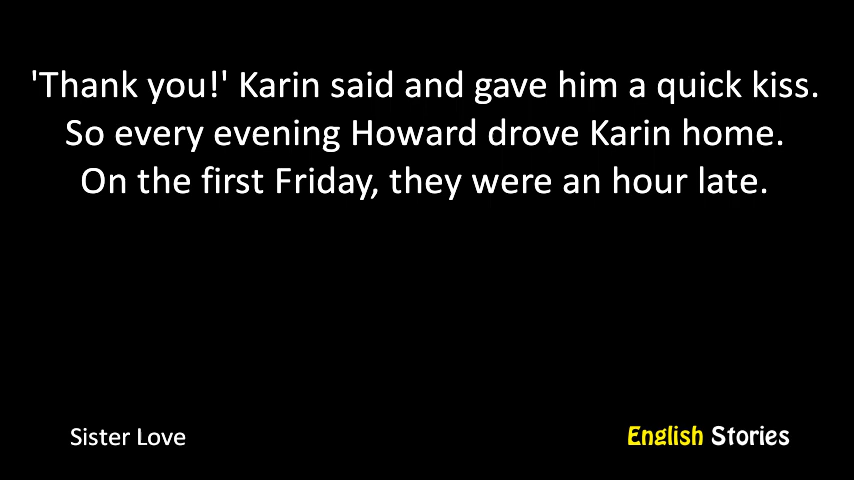 'Thank you!' Karin said and gave him a quick kiss.
So every evening Howard drove Karin home.
On the first Friday, they were an hour late.
Sister Love
English Stories